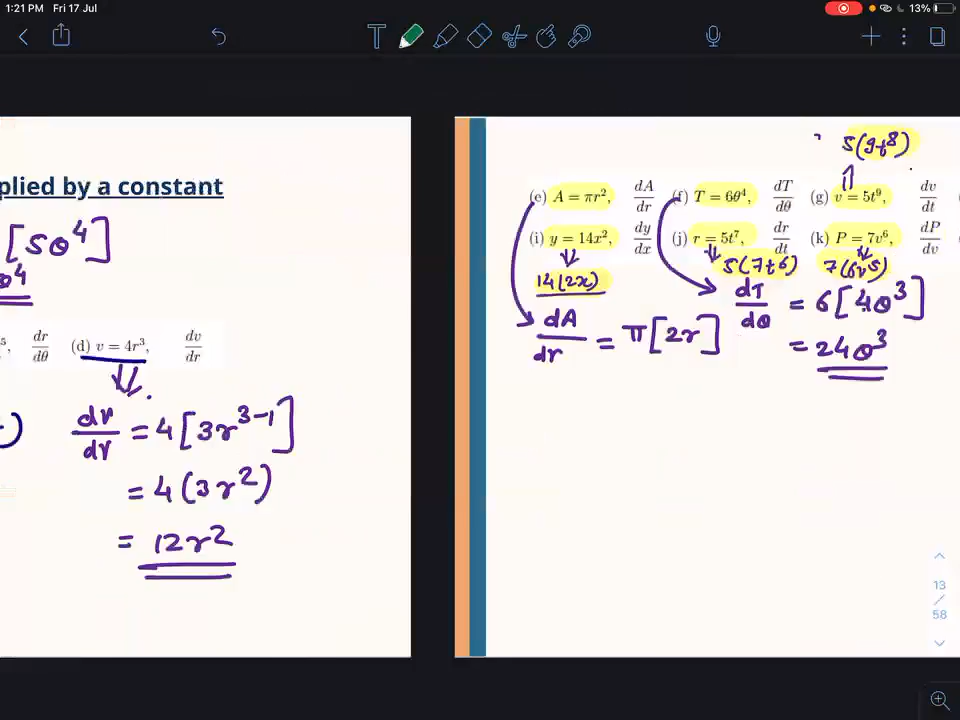 1:21 PM Fri 17 Jul
13%
plied by a constant
[5θ⁴]
θ⁴
5, dr/dθ (d) v = 4r³, dv/dr
dv/dr = 4[3r³⁻¹]
= 4(3r²)
= 12r²
5(9t⁸)
(e) A = πr², dA/dr (f) T = 6θ⁴, dT/dθ (g) v = 5t⁹, dv/dt
(i) y = 14x², dy/dx (j) r = 5t⁷, dr/dt (k) P = 7v⁶, dP/dv
14(2x) 5(7t⁶) 7(6v⁵)
dA/dr = π[2r] dT/dθ = 6[4θ³]
= 24θ³
13
/
58